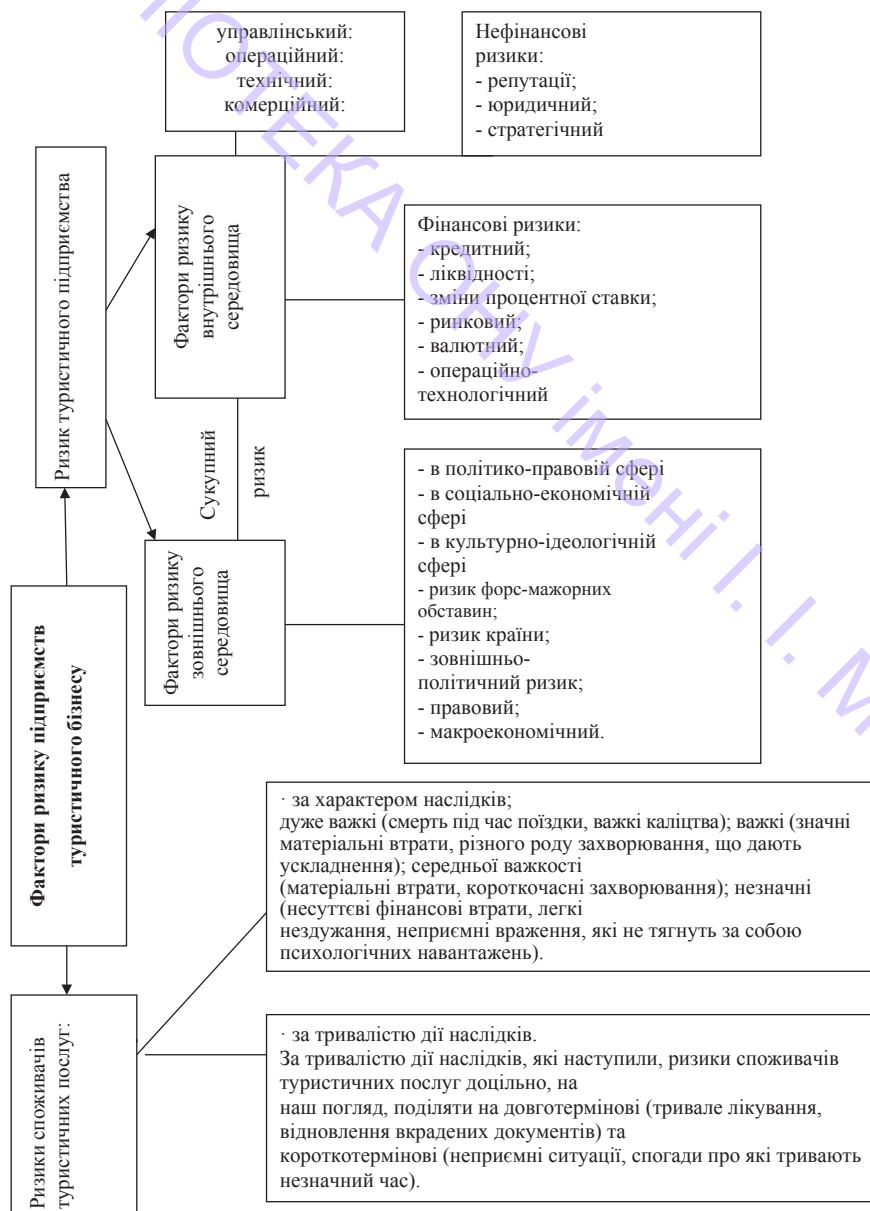 управлінський:
операційний:
технічний:
комерційний:
Нефінансові
ризики:
- репутації;
- юридичний;
- стратегічний
Ризик туристичного підприємства
Фактори ризику
внутрішнього
середовища
Фінансові ризики:
- кредитний;
- ліквідності;
- зміни процентної ставки;
- ринковий;
- валютний;
- операційно-
технологічний
Сукупний
ризик
Фактори ризику
зовнішнього
середовища
- в політико-правовій сфері
- в соціально-економічній
сфері
- в культурно-ідеологічній
сфері
- ризик форс-мажорних
обставин;
- ризик країни;
- зовнішньо-
політичний ризик;
- правовий;
- макроекономічний.
Фактори ризику підприємств
туристичного бізнесу
· за характером наслідків;
дуже важкі (смерть під час поїздки, важкі каліцтва); важкі (значні
матеріальні втрати, різного роду захворювання, що дають
ускладнення); середньої важкості
(матеріальні втрати, короткочасні захворювання); незначні
(несуттєві фінансові втрати, легкі
нездужання, неприємні враження, які не тягнуть за собою
психологічних навантажень).
Ризики споживачів
туристичних послуг:
· за тривалістю дії наслідків.
За тривалістю дії наслідків, які наступили, ризики споживачів
туристичних послуг доцільно, на
наш погляд, поділяти на довготермінові (тривале лікування,
відновлення вкрадених документів) та
короткотермінові (неприємні ситуації, спогади про які тривають
незначний час).
ОНУ імені І. І.